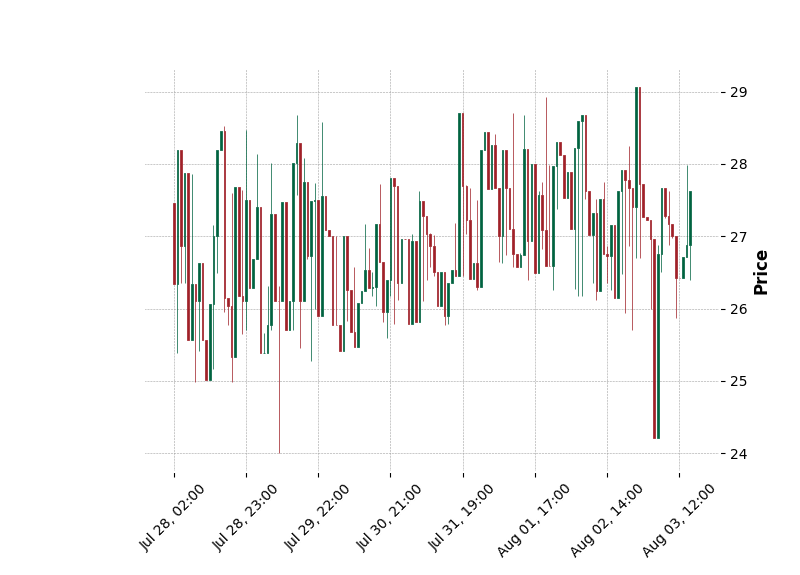 29
28
27
26
25
24
Price
Jul 28, 02:00
Jul 28, 23:00
Jul 29, 22:00
Jul 30, 21:00
Jul 31, 19:00
Aug 01, 17:00
Aug 02, 14:00
Aug 03, 12:00